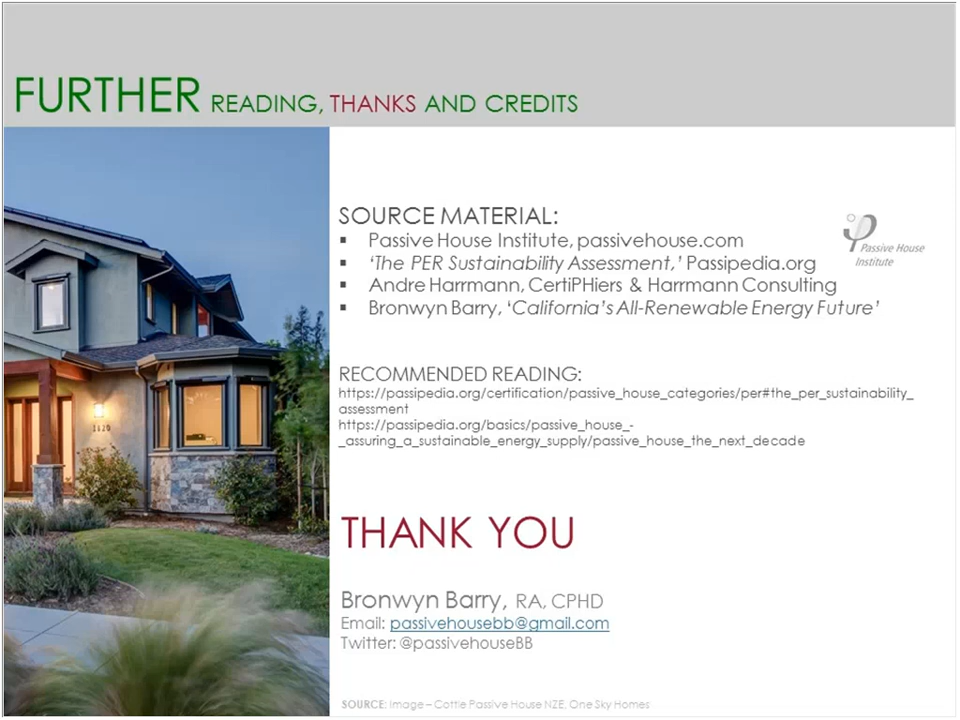 FURTHER READING, THANKS AND CREDITS
SOURCE MATERIAL:
▪ Passive House Institute, passivehouse.com
▪ ‘The PER Sustainability Assessment,’ Passipedia.org
▪ Andre Harrmann, CertiPHiers & Harrmann Consulting
▪ Bronwyn Barry, ‘California’s All-Renewable Energy Future’
Passive House
Institute
RECOMMENDED READING:
https://passipedia.org/certification/passive_house_categories/per#the_per_sustainability_
assessment
https://passipedia.org/basics/passive_house_-
_assuring_a_sustainable_energy_supply/passive_house_the_next_decade
THANK YOU
Bronwyn Barry, RA, CPHD
Email: passivehousebb@gmail.com
Twitter: @passivehouseBB
SOURCE: Image – Cottle Passive House NZE, One Sky Homes